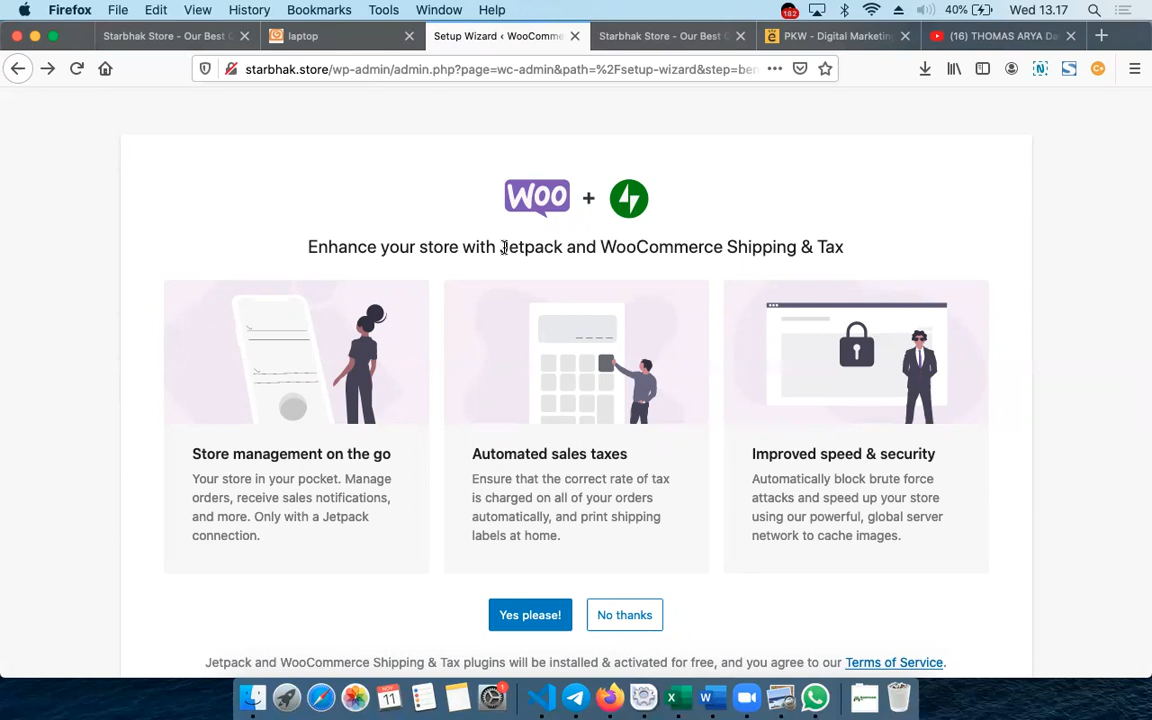 Firefox File Edit View History Bookmarks Tools Window Help 182 40% Wed 13.17
Starbhak Store - Our Best C laptop Setup Wizard ‹ WooComme Starbhak Store - Our Best C PKW - Digital Marketing (16) THOMAS ARYA Da
starbhak.store/wp-admin/admin.php?page=wc-admin&path=%2Fsetup-wizard&step=ben
WOO +
Enhance your store with Jetpack and WooCommerce Shipping & Tax
Store management on the go
Your store in your pocket. Manage
orders, receive sales notifications,
and more. Only with a Jetpack
connection.
Automated sales taxes
Ensure that the correct rate of tax
is charged on all of your orders
automatically, and print shipping
labels at home.
Improved speed & security
Automatically block brute force
attacks and speed up your store
using our powerful, global server
network to cache images.
Yes please! No thanks
Jetpack and WooCommerce Shipping & Tax plugins will be installed & activated for free, and you agree to our Terms of Service.
NOV 11 1